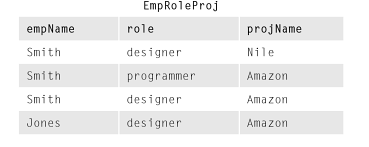 EmpRoleProj
empName role projName
Smith designer Nile
Smith programmer Amazon
Smith designer Amazon
Jones designer Amazon